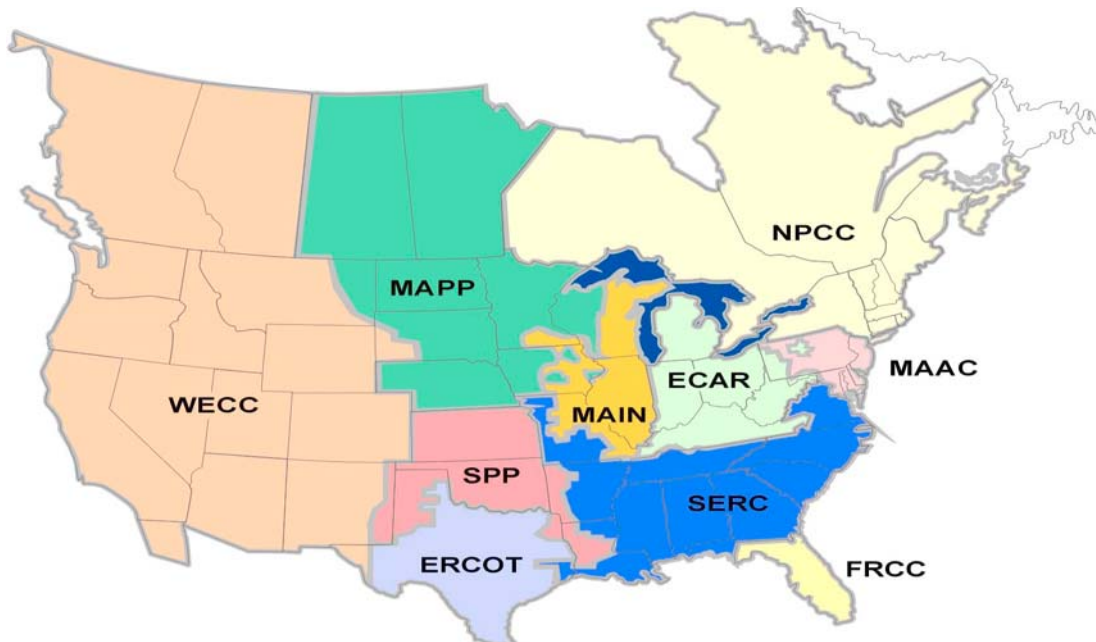 NPCC
MAPP
MAAC
ECAR
WECC
MAIN
SPP
SERC
ERCOT
FRCC